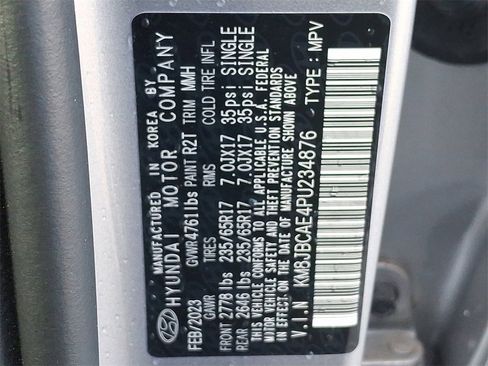 MANUFACTURED IN KOREA BY
HYUNDAI MOTOR COMPANY
FEB/2023 GVWR 4761lbs PAINT R2T TRIM MMH
GAWR TIRES RIMS COLD TIRE INFL
FRONT 2778 lbs 235/65R17 7.0JX17 35psi SINGLE
REAR 2646 lbs 235/65R17 7.0JX17 35psi SINGLE
THIS VEHICLE CONFORMS TO ALL APPLICABLE U.S.A. FEDERAL
MOTOR VEHICLE SAFETY AND THEFT PREVENTION STANDARDS
IN EFFECT ON THE DATE OF MANUFACTURE SHOWN ABOVE.
V.I.N : KM8JBCAE4PU234876 TYPE : MPV